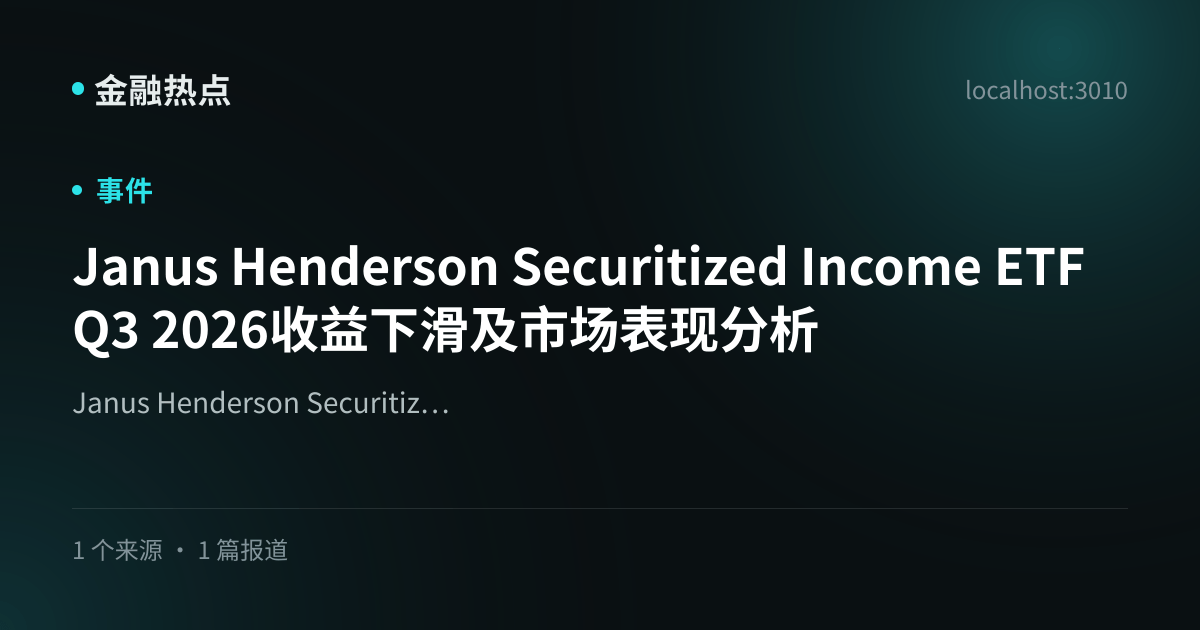 金融热点
localhost:3010
事件
Janus Henderson Securitized Income ETF
Q3 2026收益下滑及市场表现分析
Janus Henderson Securitiz…
1 个来源 · 1 篇报道